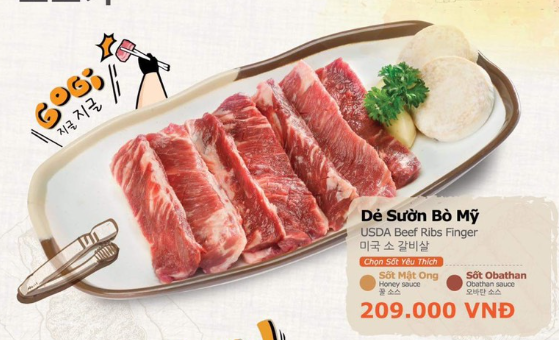 GOGi
지글 지글
Dẻ Sườn Bò Mỹ
USDA Beef Ribs Finger
미국 소 갈비살
Chọn Sốt Yêu Thích
Sốt Mật Ong
Honey sauce
꿀 소스
Sốt Obathan
Obathan sauce
오바탄 소스
209.000 VNĐ